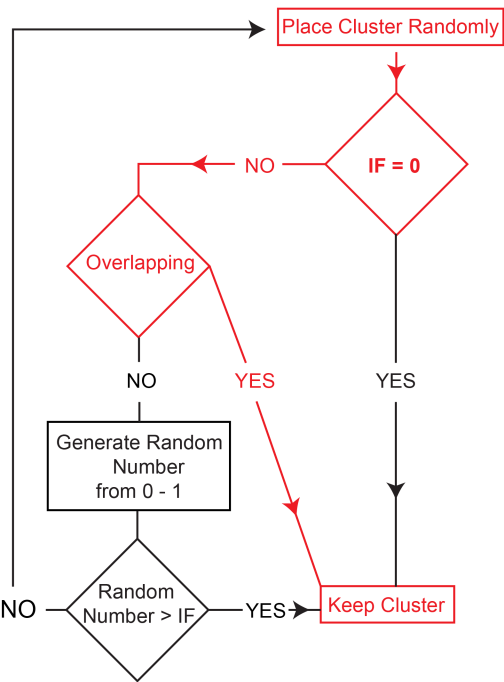 Place Cluster Randomly
IF = 0
NO
Overlapping
NO
YES
YES
Generate Random
Number
from 0 - 1
Random
Number > IF
NO
YES
Keep Cluster